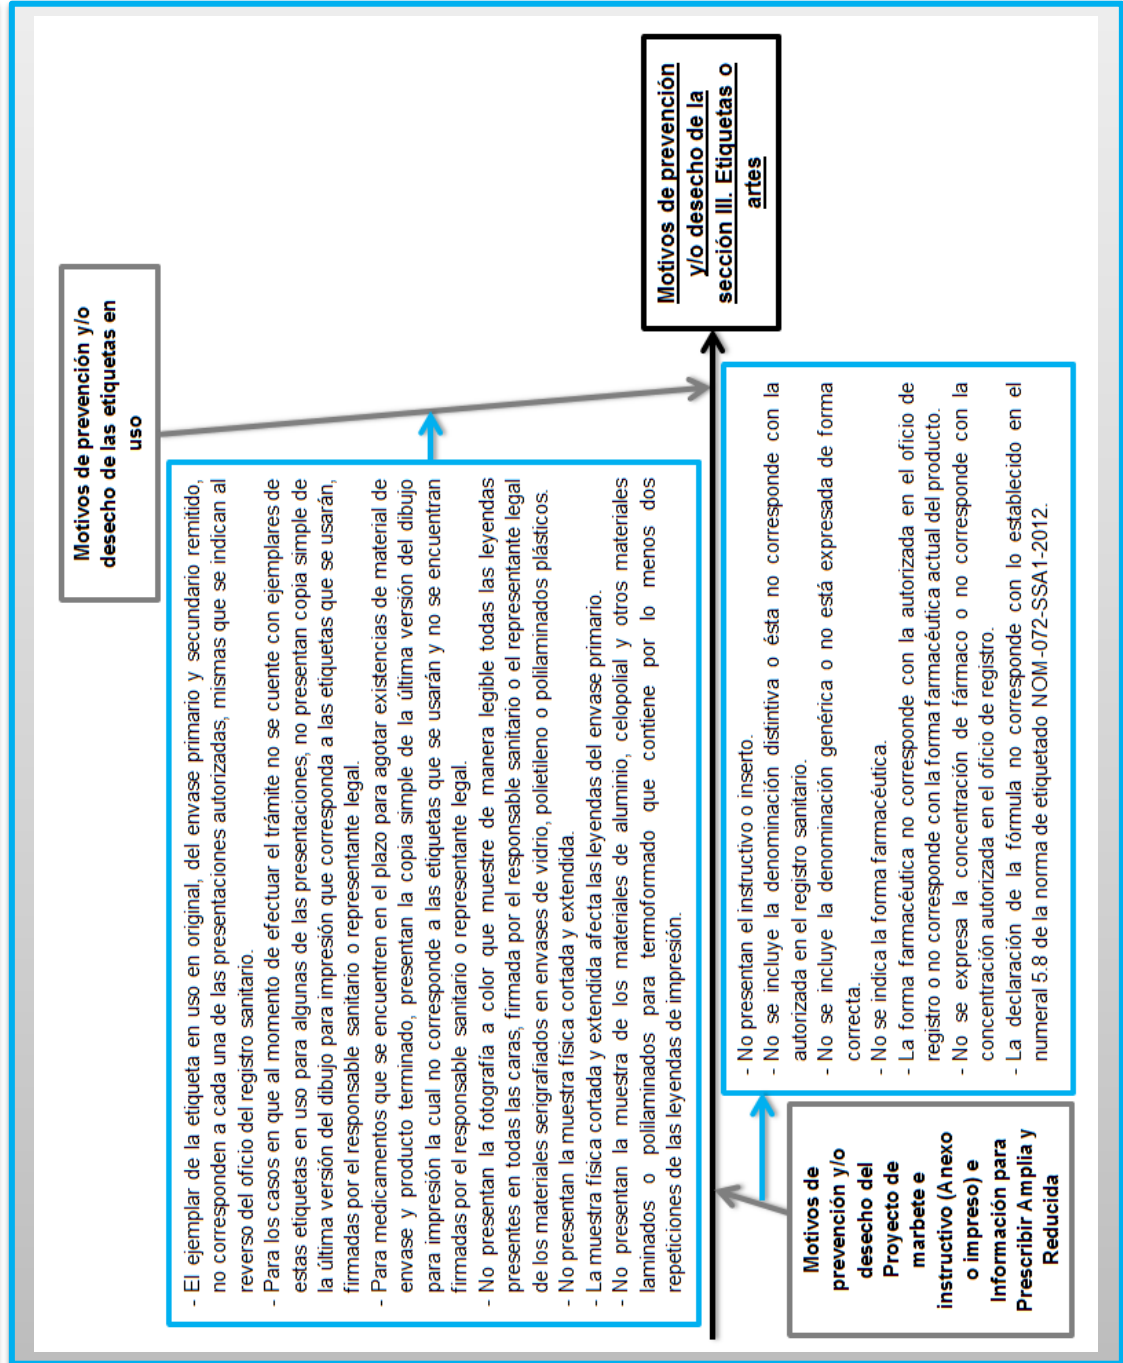 Motivos de prevención y/o
desecho de las etiquetas en
uso
- El ejemplar de la etiqueta en uso en original, del envase primario y secundario remitido,
no corresponden a cada una de las presentaciones autorizadas, mismas que se indican al
reverso del oficio del registro sanitario.
- Para los casos en que al momento de efectuar el trámite no se cuente con ejemplares de
estas etiquetas en uso para algunas de las presentaciones, no presentan copia simple de
la última versión del dibujo para impresión que corresponda a las etiquetas que se usarán,
firmadas por el responsable sanitario o representante legal.
- Para medicamentos que se encuentren en el plazo para agotar existencias de material de
envase y producto terminado, presentan la copia simple de la última versión del dibujo
para impresión la cual no corresponde a las etiquetas que se usarán y no se encuentran
firmadas por el responsable sanitario o representante legal.
- No presentan la fotografía a color que muestre de manera legible todas las leyendas
presentes en todas las caras, firmada por el responsable sanitario o el representante legal
de los materiales serigrafiados en envases de vidrio, polietileno o polilaminados plásticos.
- No presentan la muestra física cortada y extendida.
- La muestra física cortada y extendida afecta las leyendas del envase primario.
- No presentan la muestra de los materiales de aluminio, celopolial y otros materiales
laminados o polilaminados para termoformado que contiene por lo menos dos
repeticiones de las leyendas de impresión.
Motivos de prevención
y/o desecho de la
sección III. Etiquetas o
artes
Motivos de
prevención y/o
desecho del
Proyecto de
marbete e
instructivo (Anexo
o impreso) e
Información para
Prescribir Amplia y
Reducida
- No presentan el instructivo o inserto.
- No se incluye la denominación distintiva o ésta no corresponde con la
autorizada en el registro sanitario.
- No se incluye la denominación genérica o no está expresada de forma
correcta.
- No se indica la forma farmacéutica.
- La forma farmacéutica no corresponde con la autorizada en el oficio de
registro o no corresponde con la forma farmacéutica actual del producto.
- No se expresa la concentración de fármaco o no corresponde con la
concentración autorizada en el oficio de registro.
- La declaración de la fórmula no corresponde con lo establecido en el
numeral 5.8 de la norma de etiquetado NOM-072-SSA1-2012.